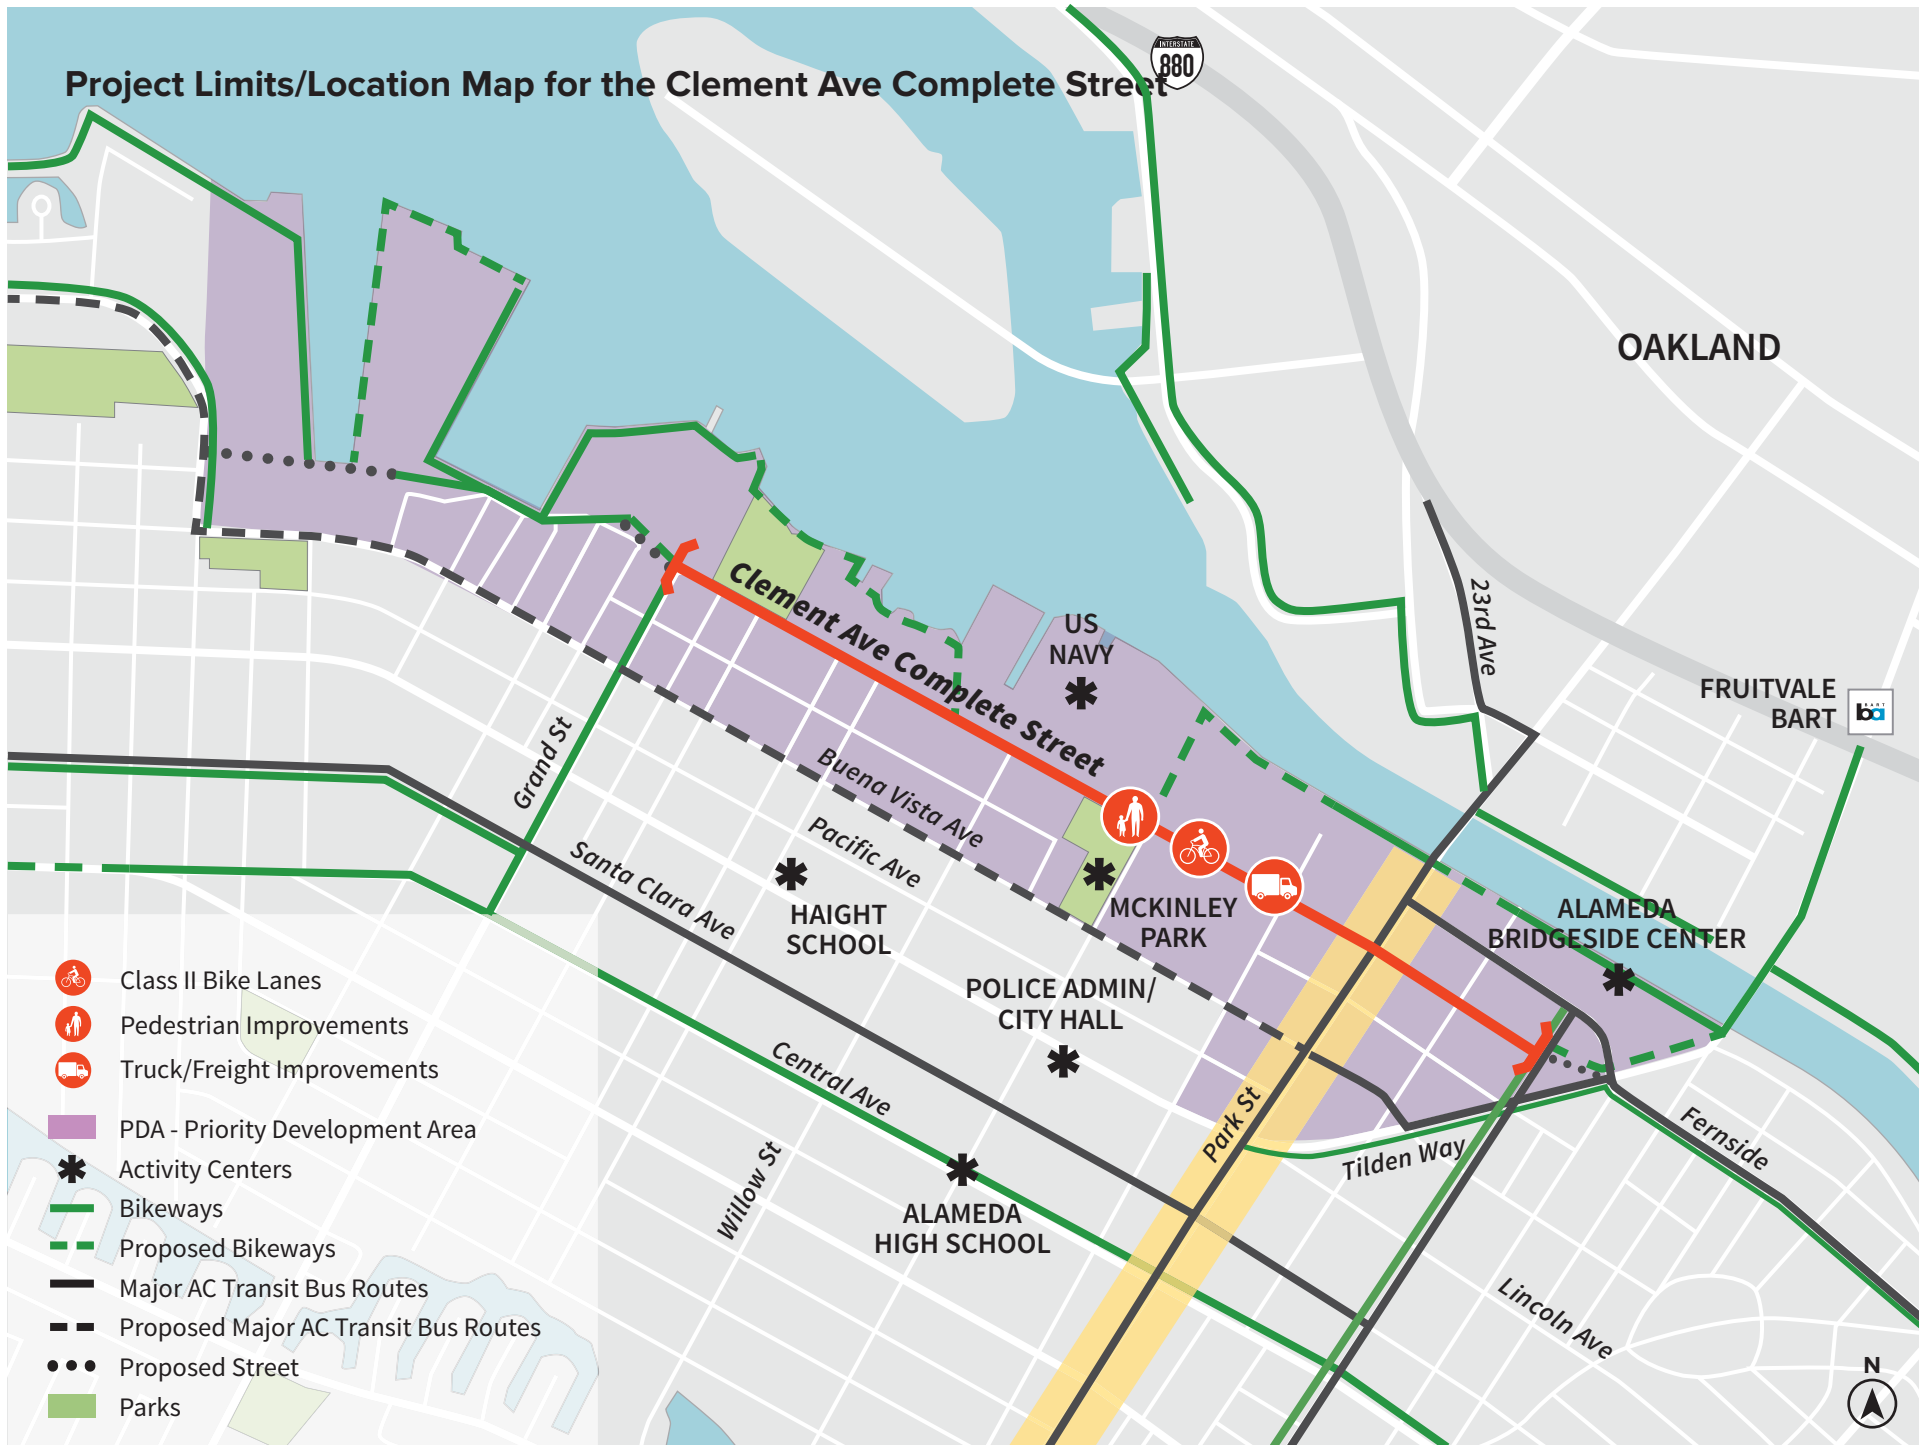 Project Limits/Location Map for the Clement Ave Complete Street
INTERSTATE
880
OAKLAND
23rd Ave
FRUITVALE
BART
BART
ba
US
NAVY
Clement Ave Complete Street
Grand St
Buena Vista Ave
Pacific Ave
Santa Clara Ave
HAIGHT
SCHOOL
MCKINLEY
PARK
ALAMEDA
BRIDGESIDE CENTER
POLICE ADMIN/
CITY HALL
Central Ave
Park St
Tilden Way
Fernside
Willow St
ALAMEDA
HIGH SCHOOL
Lincoln Ave
Class II Bike Lanes
Pedestrian Improvements
Truck/Freight Improvements
PDA - Priority Development Area
Activity Centers
Bikeways
Proposed Bikeways
Major AC Transit Bus Routes
Proposed Major AC Transit Bus Routes
Proposed Street
Parks
N